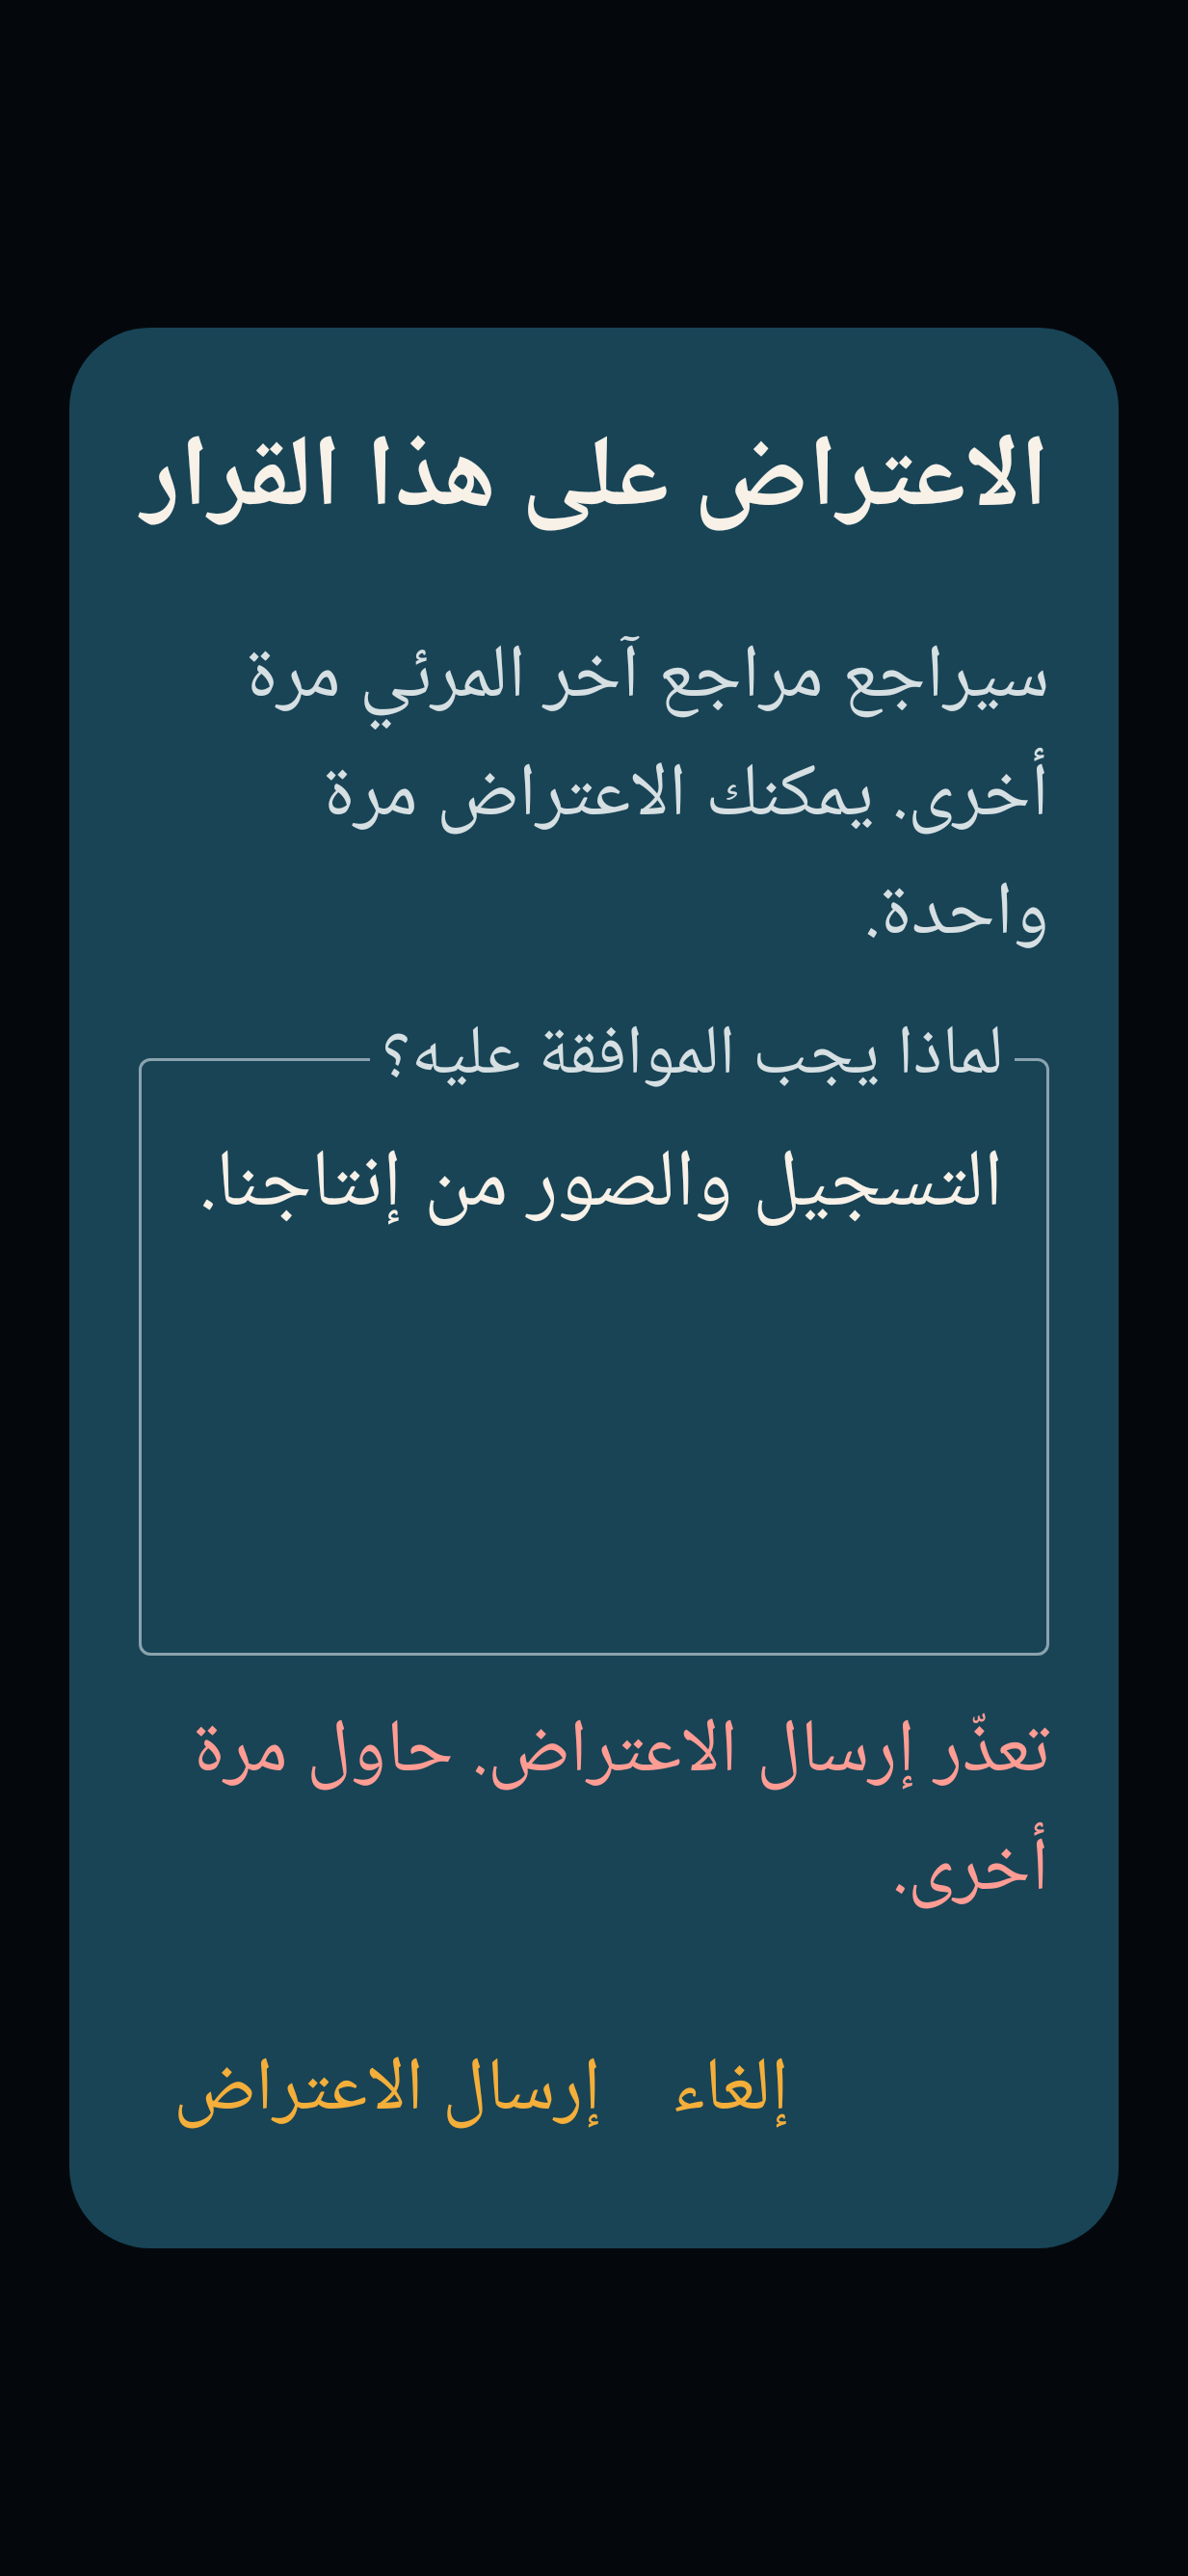 الاعتراض على هذا القرار
سيراجع مراجع آخر المرئي مرة
أخرى. يمكنك الاعتراض مرة
واحدة.
لماذا يجب الموافقة عليه؟
التسجيل والصور من إنتاجنا.
تعذّر إرسال الاعتراض. حاول مرة
أخرى.
إلغاء
إرسال الاعتراض